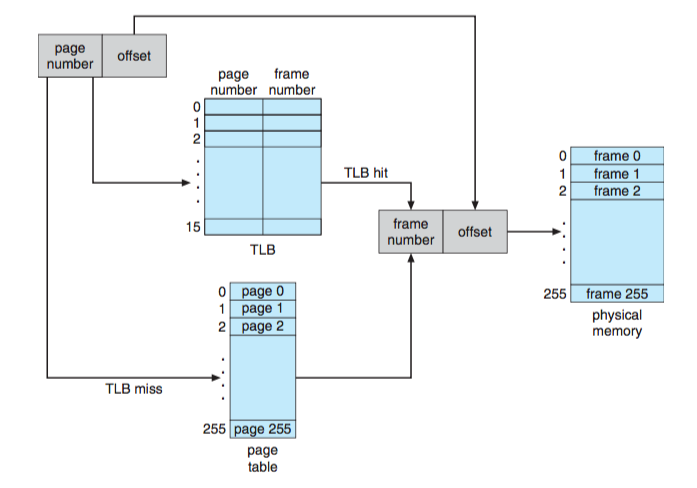 page
number
offset
page
number
frame
number
0
1
2
15
TLB
TLB hit
frame
number
offset
0 frame 0
1 frame 1
2 frame 2
255 frame 255
physical
memory
0 page 0
1 page 1
2 page 2
TLB miss
255 page 255
page
table